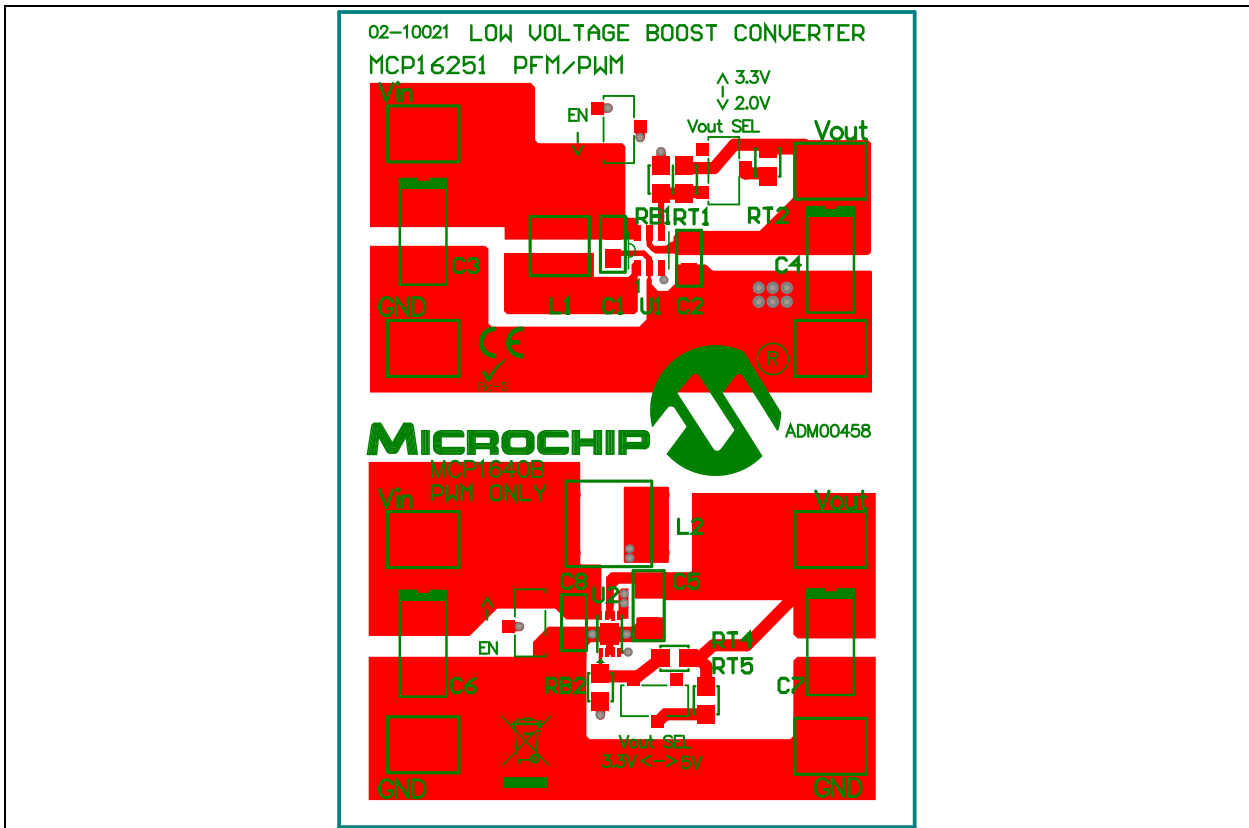 02-10021 LOW VOLTAGE BOOST CONVERTER
MCP16251 PFM/PWM
Vin
3.3V
2.0V
EN
Vout SEL
Vout
RB1 RT1 RT2
C3
C4
GND
L1 C1 U1 C2
CE
R
MICROCHIP
ADM00458
MCP1640B
PWM ONLY
Vin
Vout
L2
C8
U2
C5
EN
RT4
RT5
C6
RB2
C7
Vout SEL
3.3V<->5V
GND
GND